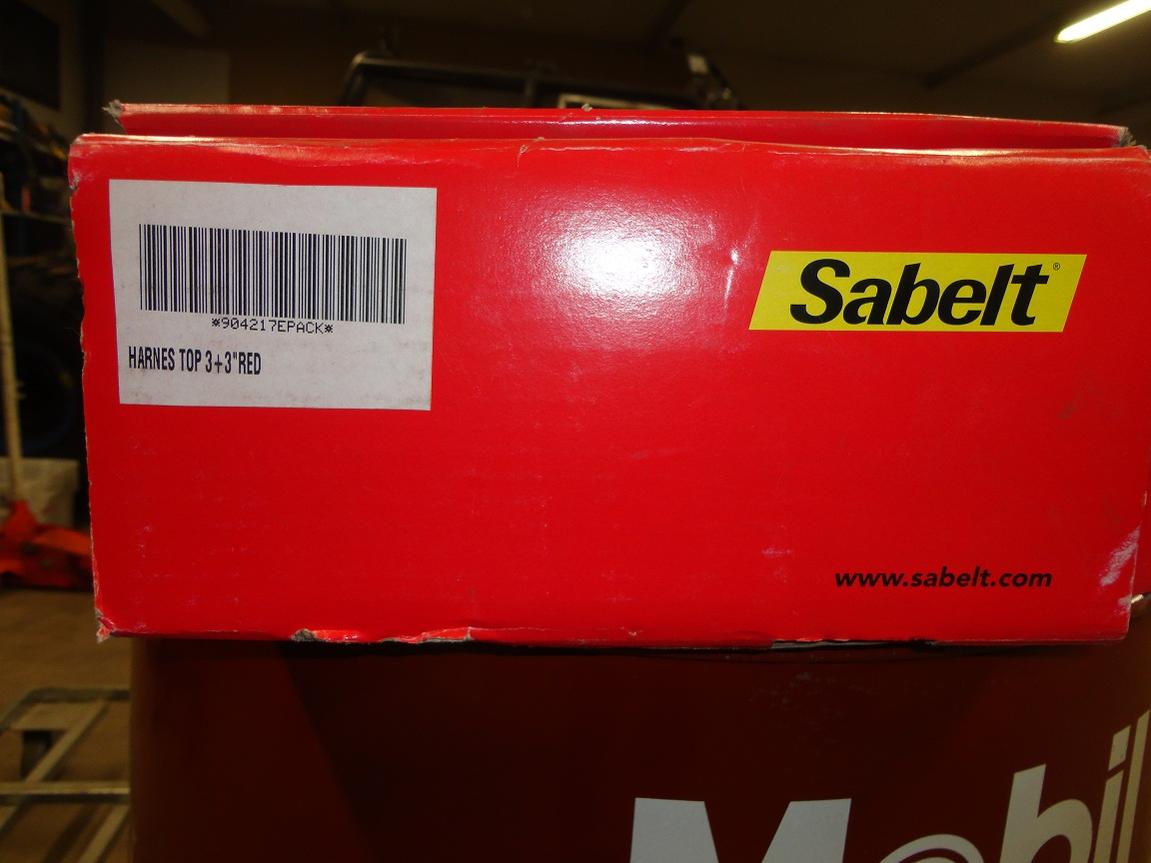 *904217EPACK*
HARNES TOP 3+3"RED
Sabelt®
www.sabelt.com
Mobil